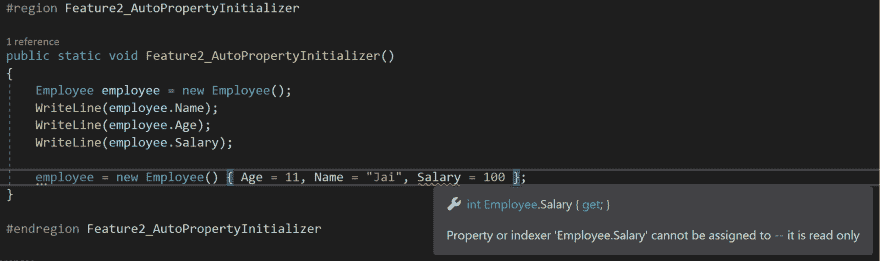 #region Feature2_AutoPropertyInitializer
1 reference
public static void Feature2_AutoPropertyInitializer()
{
Employee employee = new Employee();
WriteLine(employee.Name);
WriteLine(employee.Age);
WriteLine(employee.Salary);
employee = new Employee() { Age = 11, Name = "Jai", Salary = 100 };
}
int Employee.Salary { get; }
Property or indexer 'Employee.Salary' cannot be assigned to -- it is read only
#endregion Feature2_AutoPropertyInitializer